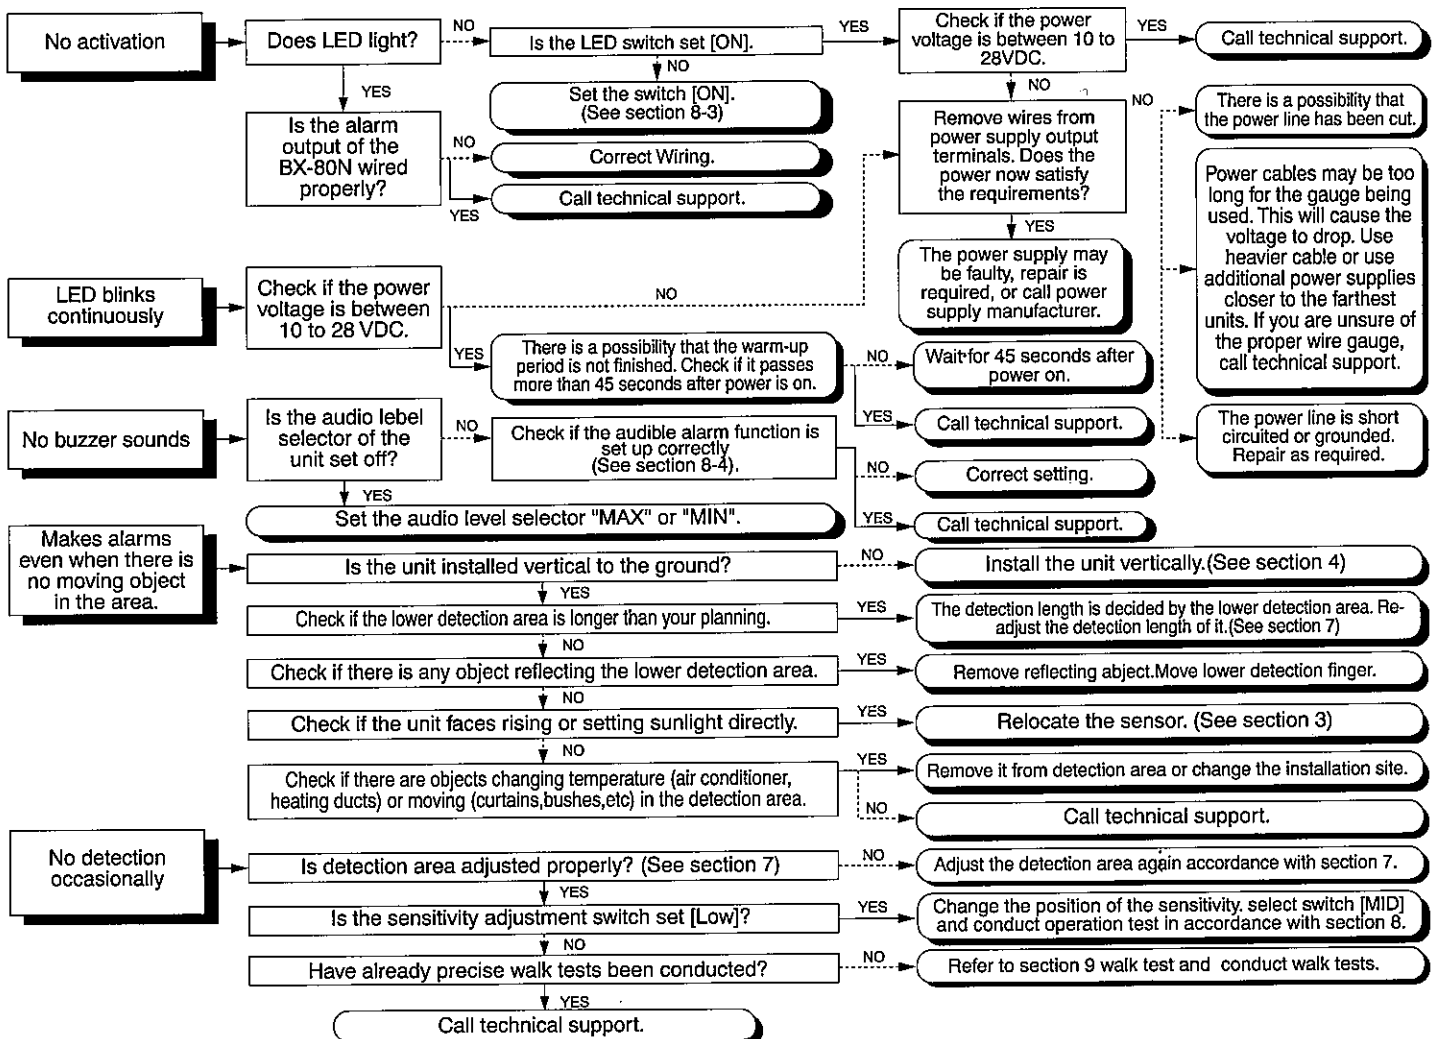 No activation
Does LED light?
NO
Is the LED switch set [ON].
YES
Check if the power
voltage is between 10 to
28VDC.
YES
Call technical support.
YES
NO
Set the switch [ON].
(See section 8-3)
NO
Is the alarm
output of the
BX-80N wired
properly?
NO
Correct Wiring.
YES
Call technical support.
Remove wires from
power supply output
terminals. Does the
power now satisfy
the requirements?
NO
There is a possibility that
the power line has been cut.
Power cables may be too
long for the gauge being
used. This will cause the
voltage to drop. Use
heavier cable or use
additional power supplies
closer to the farthest
units. If you are unsure of
the proper wire gauge,
call technical support.
The power line is short
circuited or grounded.
Repair as required.
YES
The power supply may
be faulty, repair is
required, or call power
supply manufacturer.
LED blinks
continuously
Check if the power
voltage is between
10 to 28 VDC.
NO
YES
There is a possibility that the warm-up
period is not finished. Check if it passes
more than 45 seconds after power is on.
NO
Wait for 45 seconds after
power on.
YES
Call technical support.
No buzzer sounds
Is the audio lebel
selector of the
unit set off?
NO
Check if the audible alarm function is
set up correctly
(See section 8-4).
NO
Correct setting.
YES
Call technical support.
YES
Set the audio level selector "MAX" or "MIN".
Makes alarms
even when there is
no moving object
in the area.
Is the unit installed vertical to the ground?
NO
Install the unit vertically.(See section 4)
YES
Check if the lower detection area is longer than your planning.
YES
The detection length is decided by the lower detection area. Re-
adjust the detection length of it.(See section 7)
NO
Check if there is any object reflecting the lower detection area.
YES
Remove reflecting abject.Move lower detection finger.
NO
Check if the unit faces rising or setting sunlight directly.
YES
Relocate the sensor. (See section 3)
NO
Check if there are objects changing temperature (air conditioner,
heating ducts) or moving (curtains,bushes,etc) in the detection area.
YES
Remove it from detection area or change the installation site.
NO
Call technical support.
No detection
occasionally
Is detection area adjusted properly? (See section 7)
NO
Adjust the detection area again accordance with section 7.
YES
Is the sensitivity adjustment switch set [Low]?
YES
Change the position of the sensitivity. select switch [MID]
and conduct operation test in accordance with section 8.
NO
Have already precise walk tests been conducted?
NO
Refer to section 9 walk test and conduct walk tests.
YES
Call technical support.